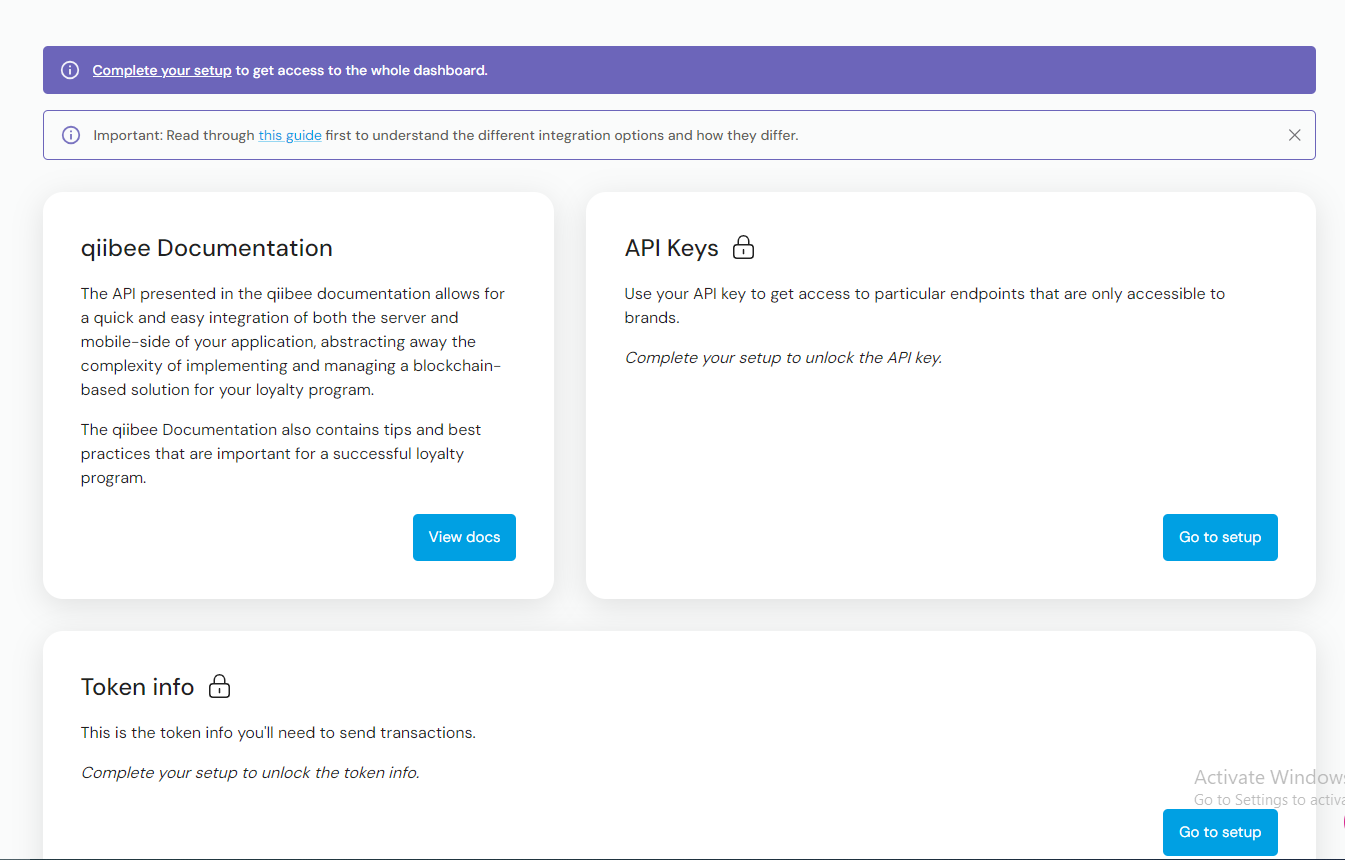 Complete your setup to get access to the whole dashboard.
Important: Read through this guide first to understand the different integration options and how they differ.
qiibee Documentation
The API presented in the qiibee documentation allows for
a quick and easy integration of both the server and
mobile-side of your application, abstracting away the
complexity of implementing and managing a blockchain-
based solution for your loyalty program.
The qiibee Documentation also contains tips and best
practices that are important for a successful loyalty
program.
View docs
API Keys
Use your API key to get access to particular endpoints that are only accessible to
brands.
Complete your setup to unlock the API key.
Go to setup
Token info
This is the token info you'll need to send transactions.
Complete your setup to unlock the token info.
Activate Windows
Go to Settings to activa
Go to setup